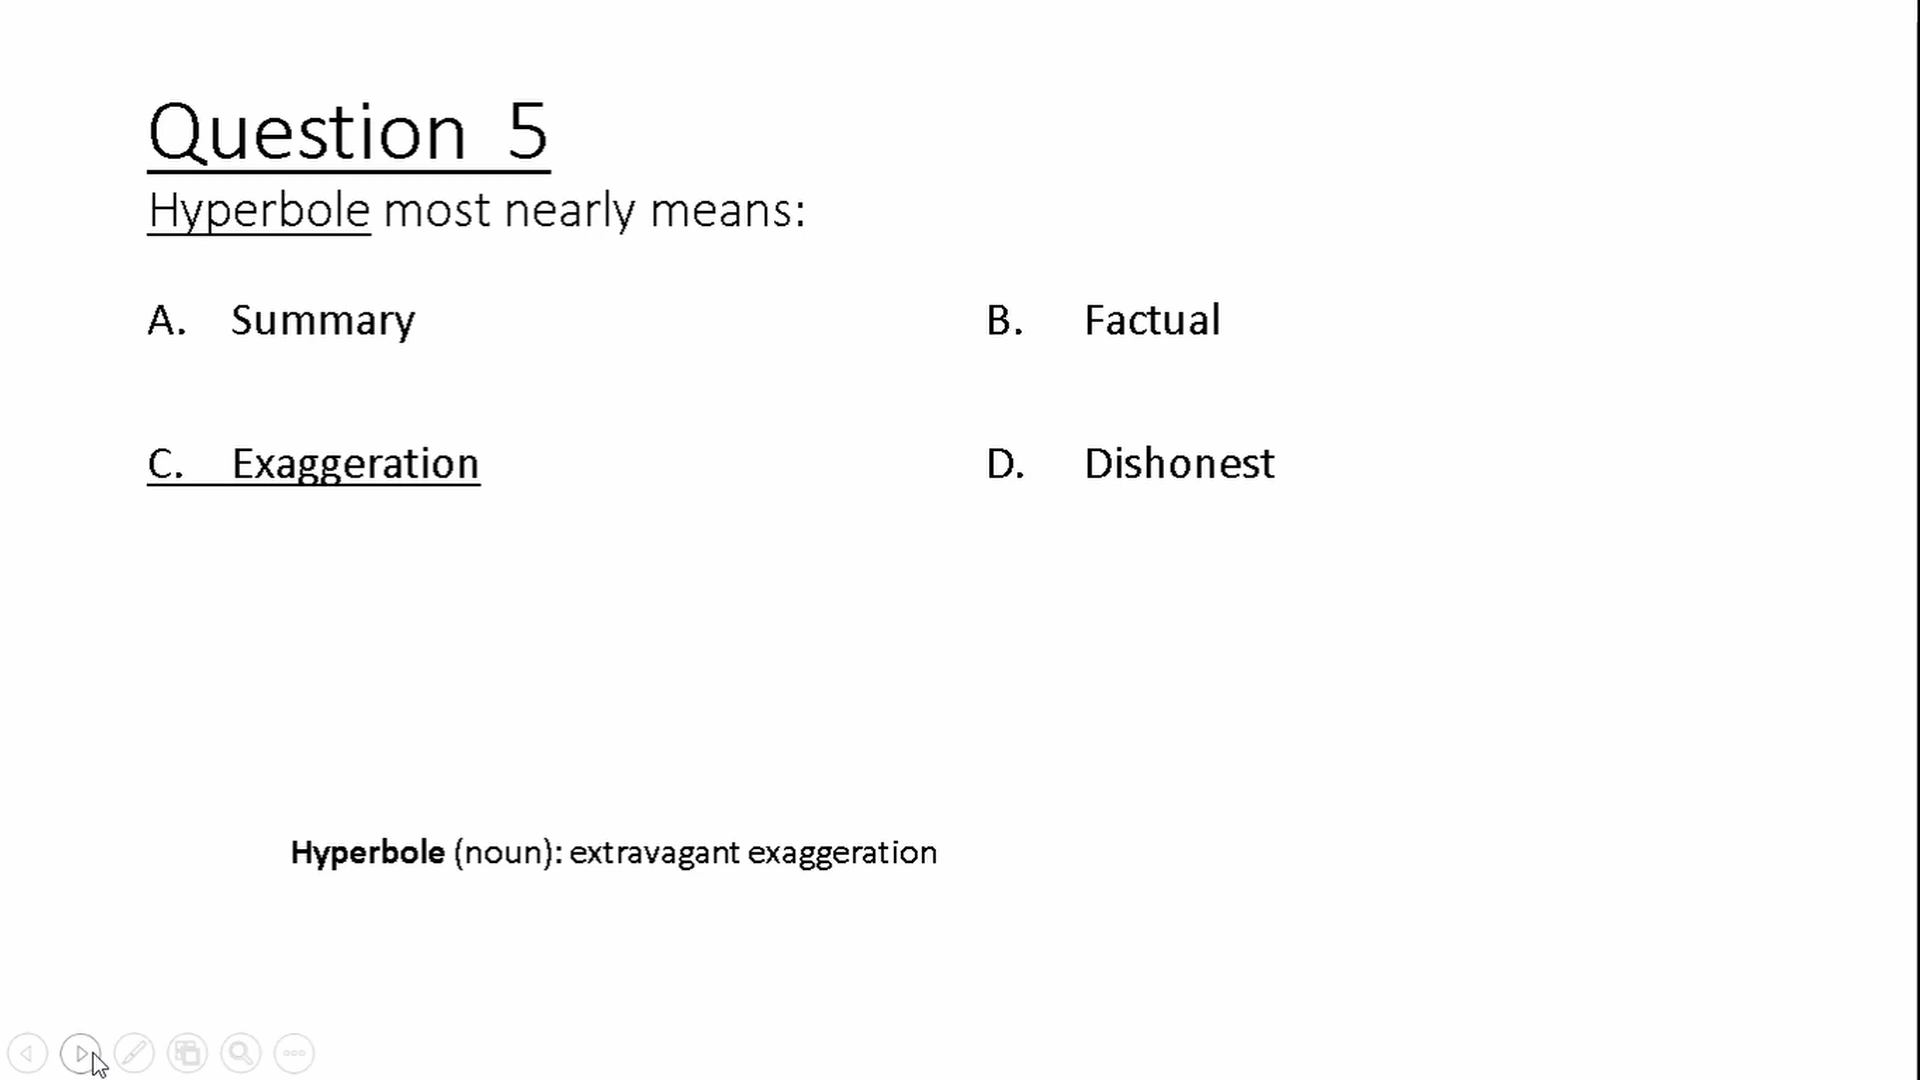 Question 5
Hyperbole most nearly means:
A. Summary
B. Factual
C. Exaggeration
D. Dishonest
Hyperbole (noun): extravagant exaggeration